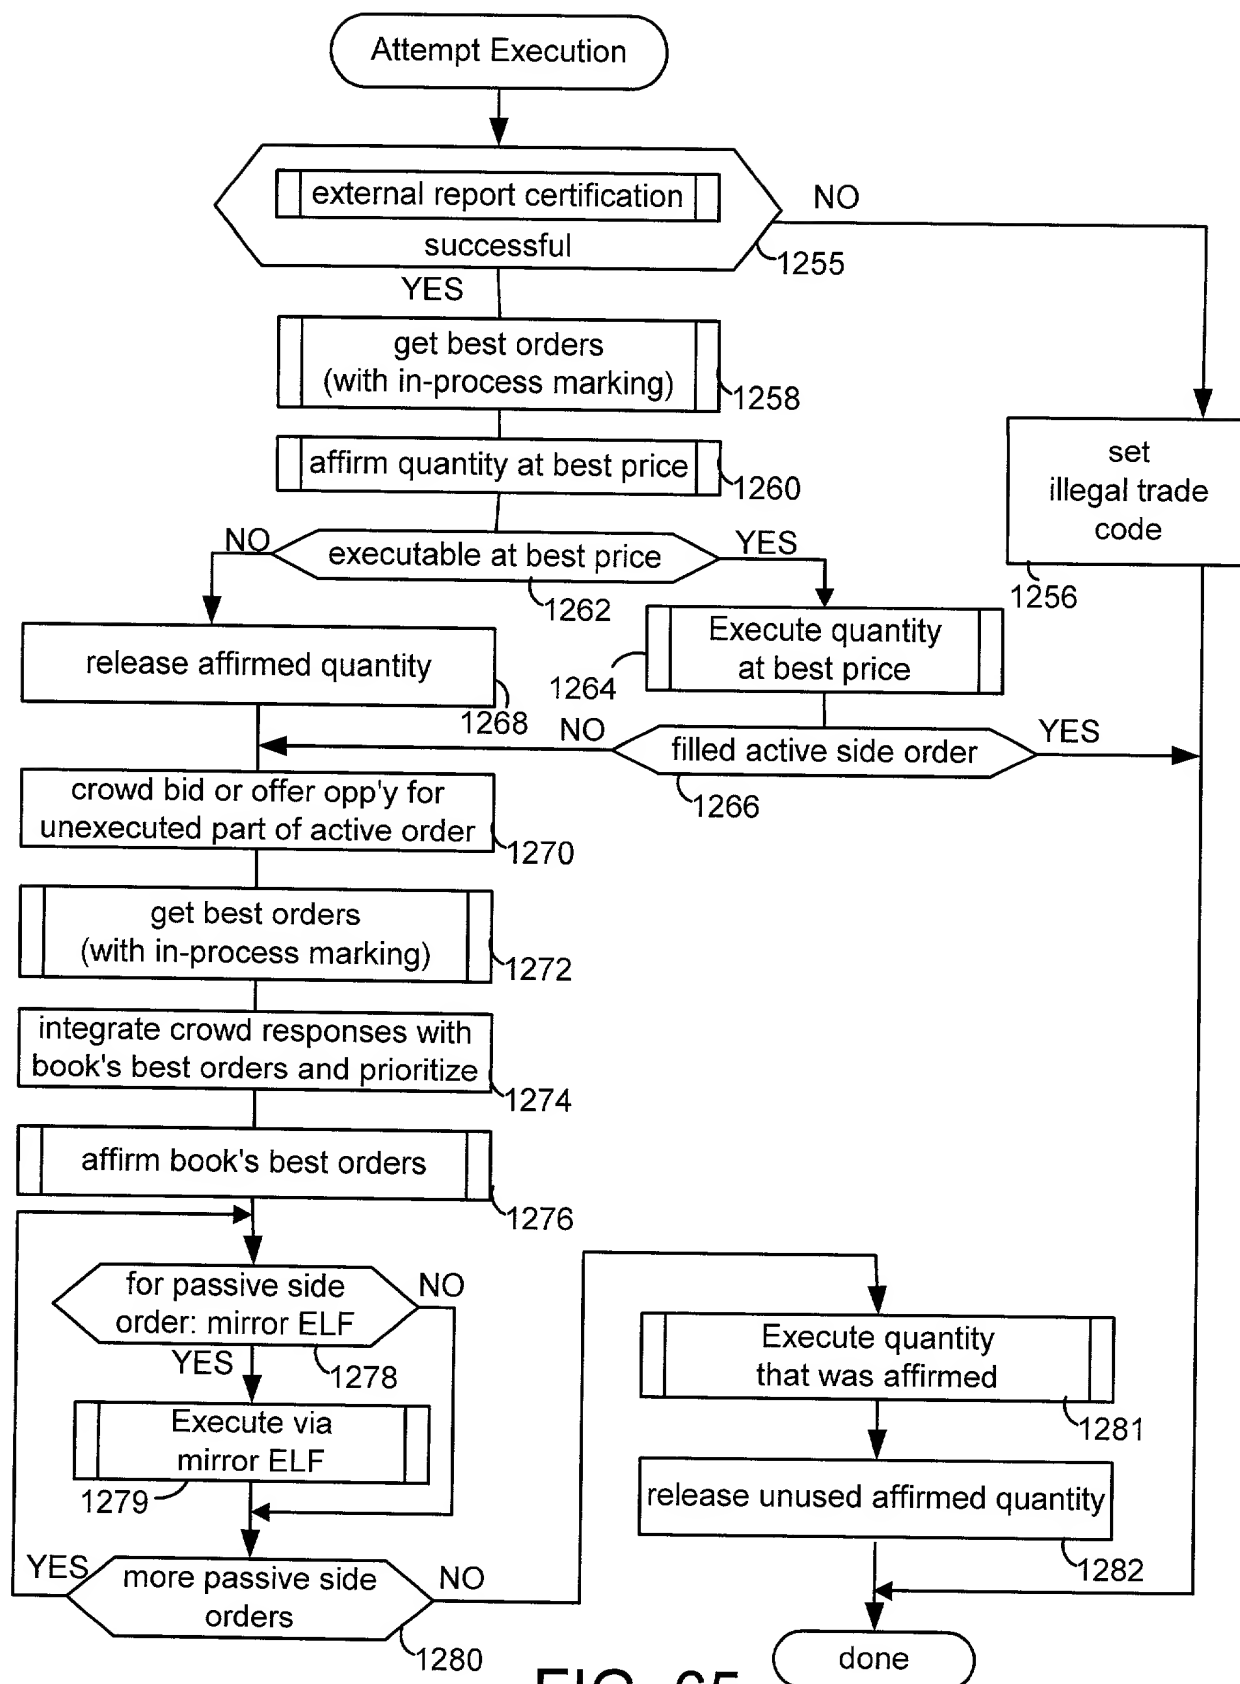 Attempt Execution
external report certification
successful
NO
1255
YES
get best orders
(with in-process marking)
1258
affirm quantity at best price
1260
set
illegal trade
code
1256
NO
executable at best price
YES
1262
release affirmed quantity
1268
Execute quantity
at best price
1264
NO
filled active side order
YES
1266
crowd bid or offer opp'y for
unexecuted part of active order
1270
get best orders
(with in-process marking)
1272
integrate crowd responses with
book's best orders and prioritize
1274
affirm book's best orders
1276
for passive side
order: mirror ELF
NO
YES
1278
Execute via
mirror ELF
1279
YES
more passive side
orders
NO
1280
Execute quantity
that was affirmed
1281
release unused affirmed quantity
1282
done
FIG. 65